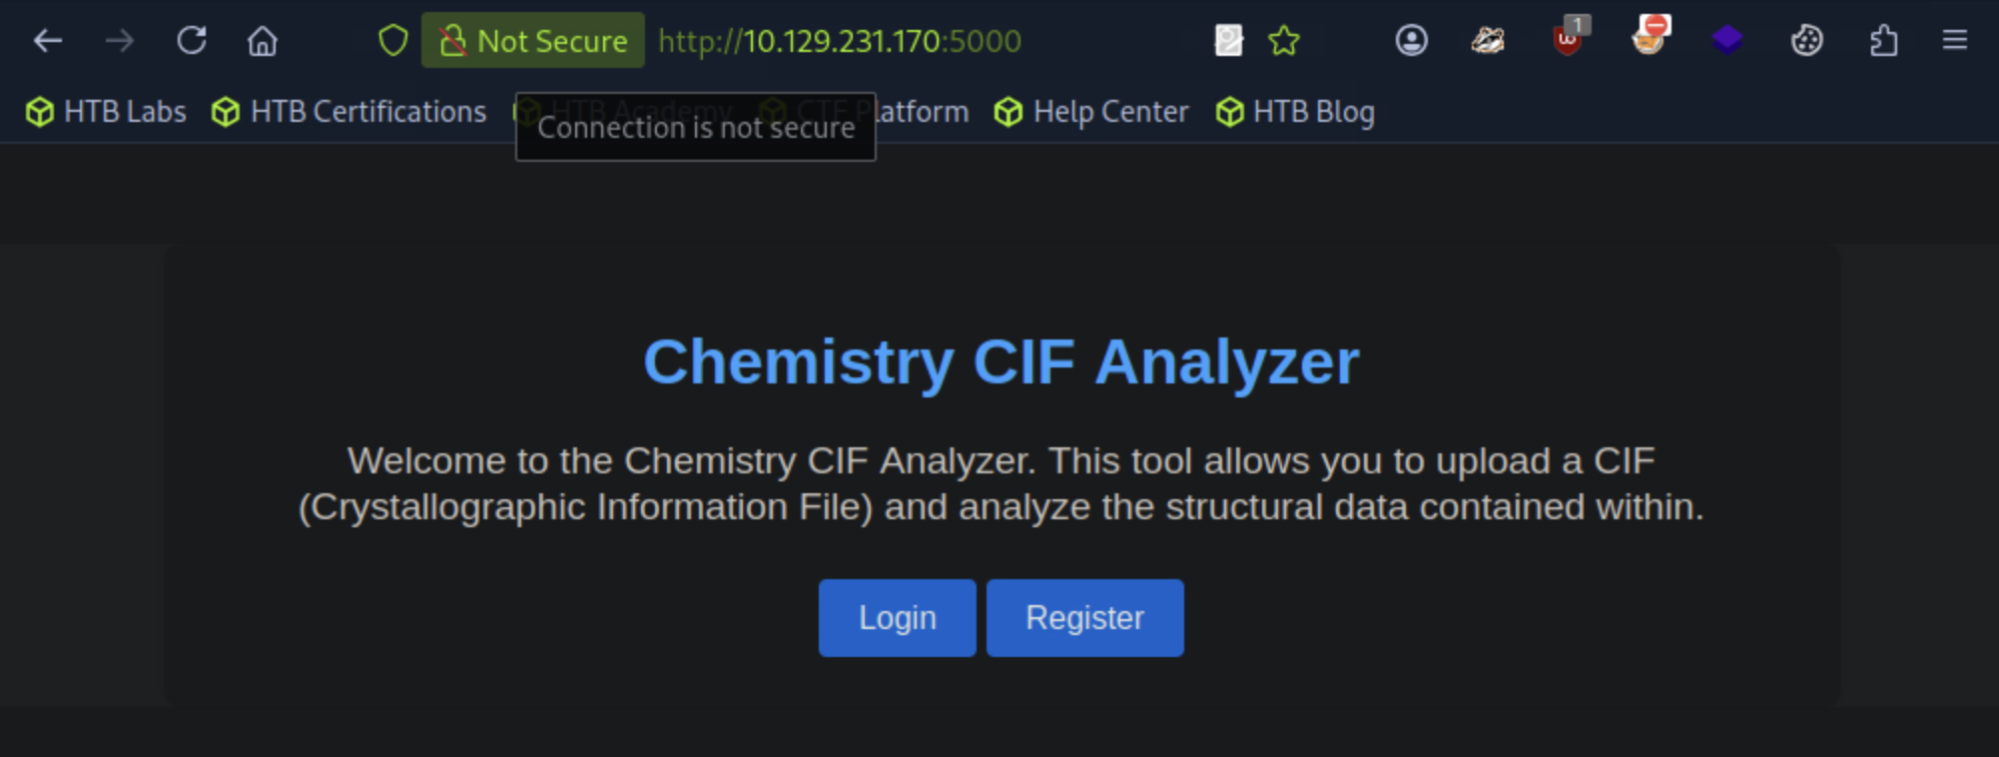 Not Secure http://10.129.231.170:5000
1
HTB Labs HTB Certifications HTB Academy CTF Platform Help Center HTB Blog
Connection is not secure
Chemistry CIF Analyzer
Welcome to the Chemistry CIF Analyzer. This tool allows you to upload a CIF
(Crystallographic Information File) and analyze the structural data contained within.
Login Register